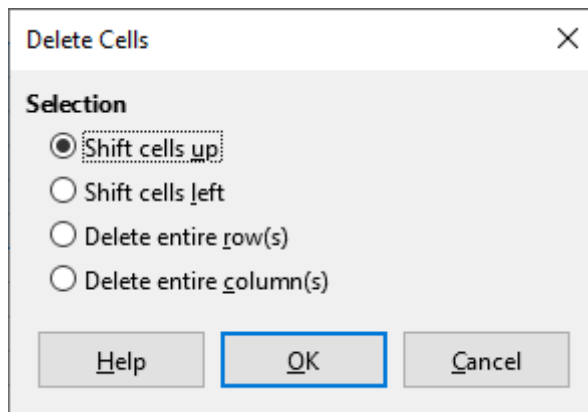 Delete Cells
Selection
Shift cells up
Shift cells left
Delete entire row(s)
Delete entire column(s)
Help OK Cancel